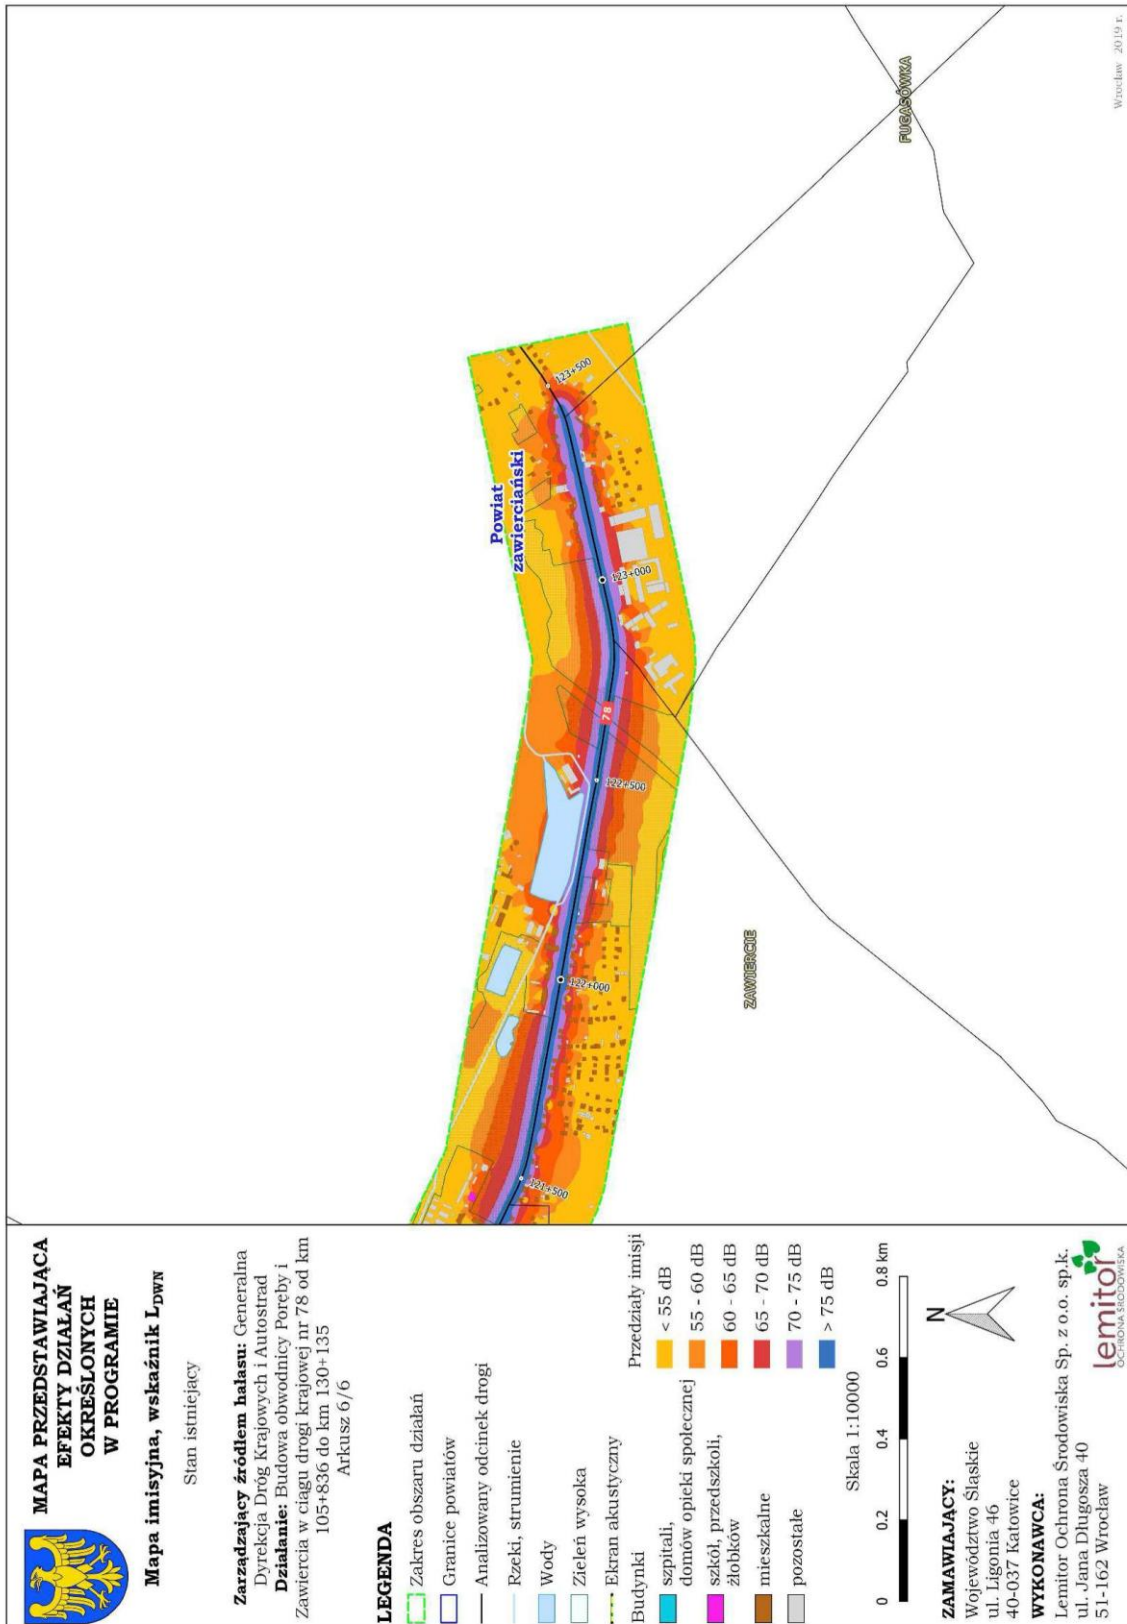 MAPA PRZEDSTAWIAJĄCA
EFEKTY DZIAŁAŃ
OKREŚLONYCH
W PROGRAMIE
Mapa imisyjna, wskaźnik LDWN
Stan istniejący
Zarządzający źródłem hałasu: Generalna
Dyrekcja Dróg Krajowych i Autostrad
Działanie: Budowa obwodnicy Poręby i
Zawiercia w ciągu drogi krajowej nr 78 od km
105+836 do km 130+135
Arkusz 6/6
LEGENDA
Zakres obszaru działań
Granice powiatów
Analizowany odcinek drogi
Rzeki, strumienie
Wody
Zieleń wysoka
Ekran akustyczny
Budynki
szpitali,
domów opieki społecznej
szkół, przedszkoli,
żłobków
mieszkalne
pozostałe
Przedziały imisji
< 55 dB
55 - 60 dB
60 - 65 dB
65 - 70 dB
70 - 75 dB
> 75 dB
Skala 1:10000
0
0.2
0.4
0.6
0.8 km
N
ZAMAWIAJĄCY:
Województwo Śląskie
ul. Ligonia 46
40-037 Katowice
WYKONAWCA:
Lemitor Ochrona Środowiska Sp. z o.o. sp.k.
ul. Jana Długosza 40
51-162 Wrocław
lemitor
OCHRONA ŚRODOWISKA
121+500
122+000
122+500
78
123+000
123+500
Powiat
zawierciański
ZAWIERCIE
FUGASÓWKA
Wrocław 2019 r.